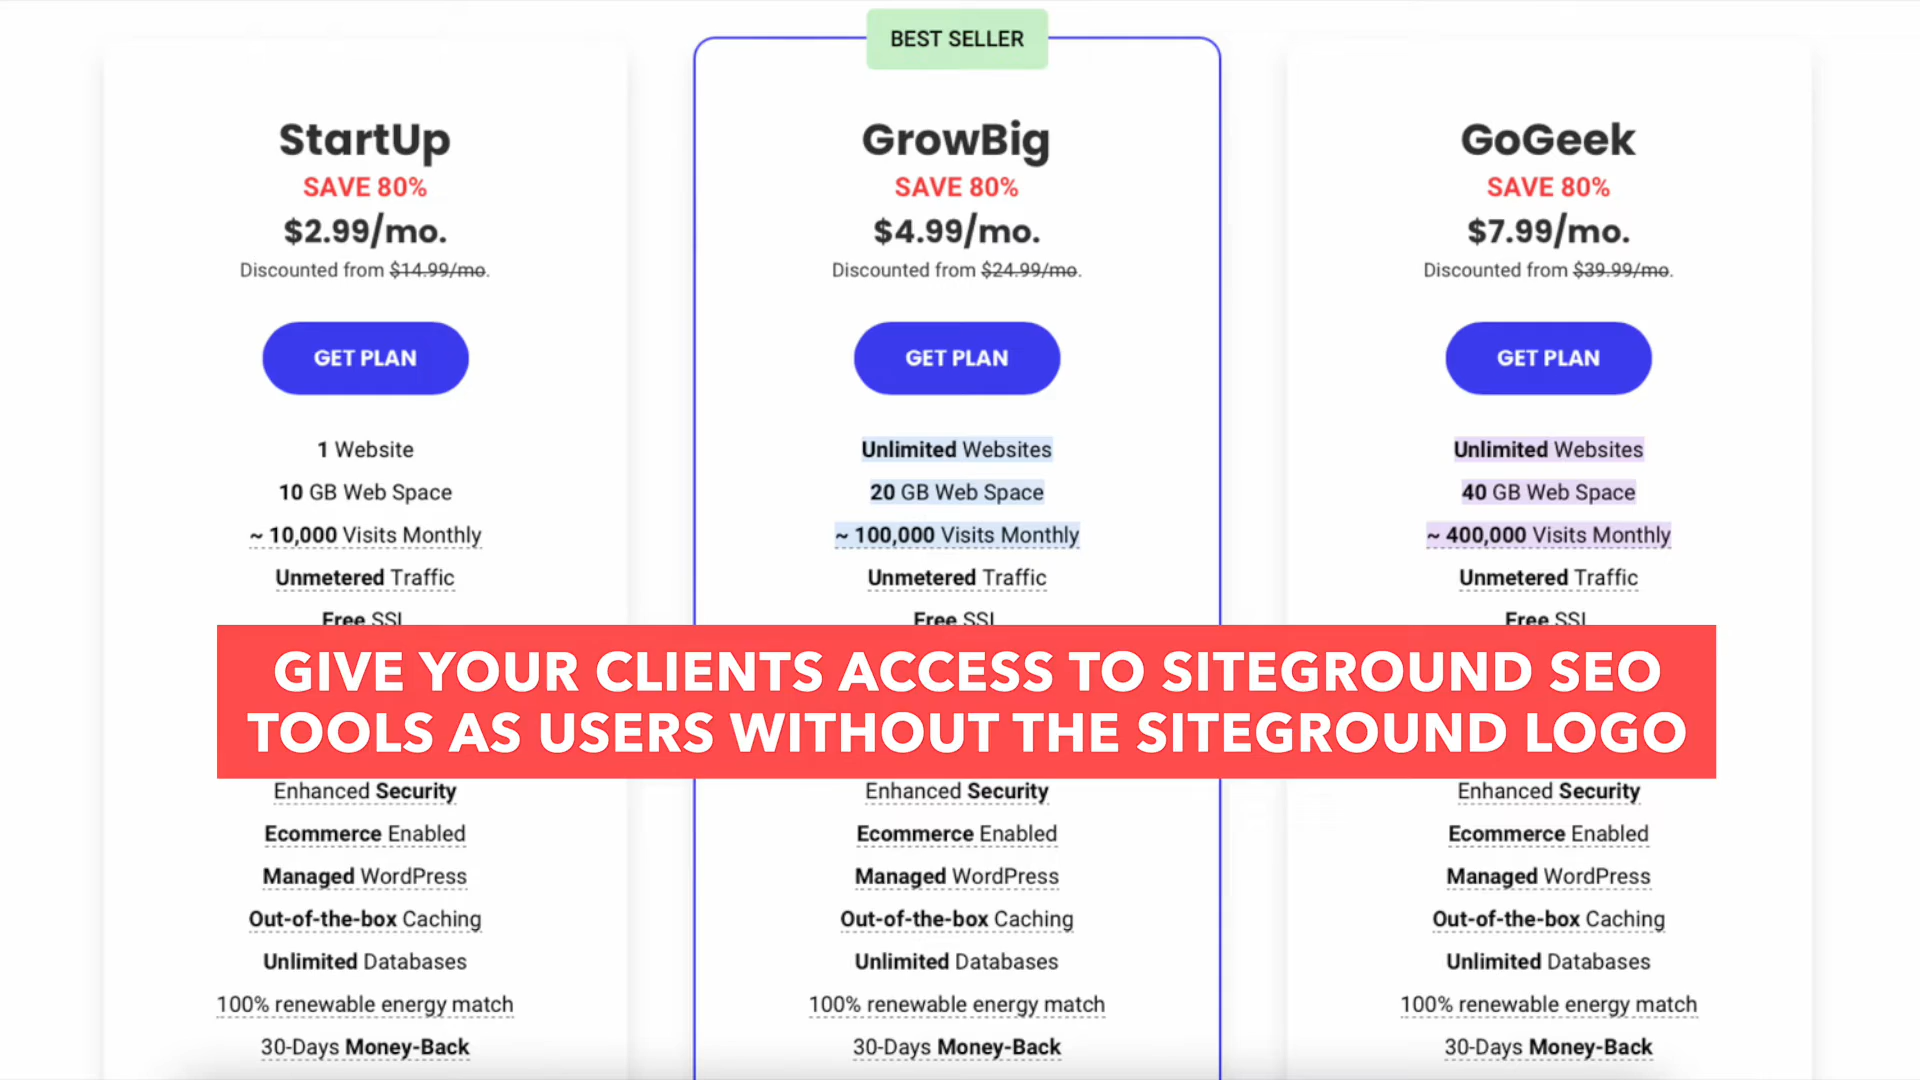 BEST SELLER
StartUp
SAVE 80%
$2.99/mo.
Discounted from $14.99/mo.
GET PLAN
1 Website
10 GB Web Space
~ 10,000 Visits Monthly
Unmetered Traffic
Free SSL
Enhanced Security
Ecommerce Enabled
Managed WordPress
Out-of-the-box Caching
Unlimited Databases
100% renewable energy match
30-Days Money-Back
GrowBig
SAVE 80%
$4.99/mo.
Discounted from $24.99/mo.
GET PLAN
Unlimited Websites
20 GB Web Space
~ 100,000 Visits Monthly
Unmetered Traffic
Free SSL
Enhanced Security
Ecommerce Enabled
Managed WordPress
Out-of-the-box Caching
Unlimited Databases
100% renewable energy match
30-Days Money-Back
GoGeek
SAVE 80%
$7.99/mo.
Discounted from $39.99/mo.
GET PLAN
Unlimited Websites
40 GB Web Space
~ 400,000 Visits Monthly
Unmetered Traffic
Free SSL
Enhanced Security
Ecommerce Enabled
Managed WordPress
Out-of-the-box Caching
Unlimited Databases
100% renewable energy match
30-Days Money-Back
GIVE YOUR CLIENTS ACCESS TO SITEGROUND SEO
TOOLS AS USERS WITHOUT THE SITEGROUND LOGO